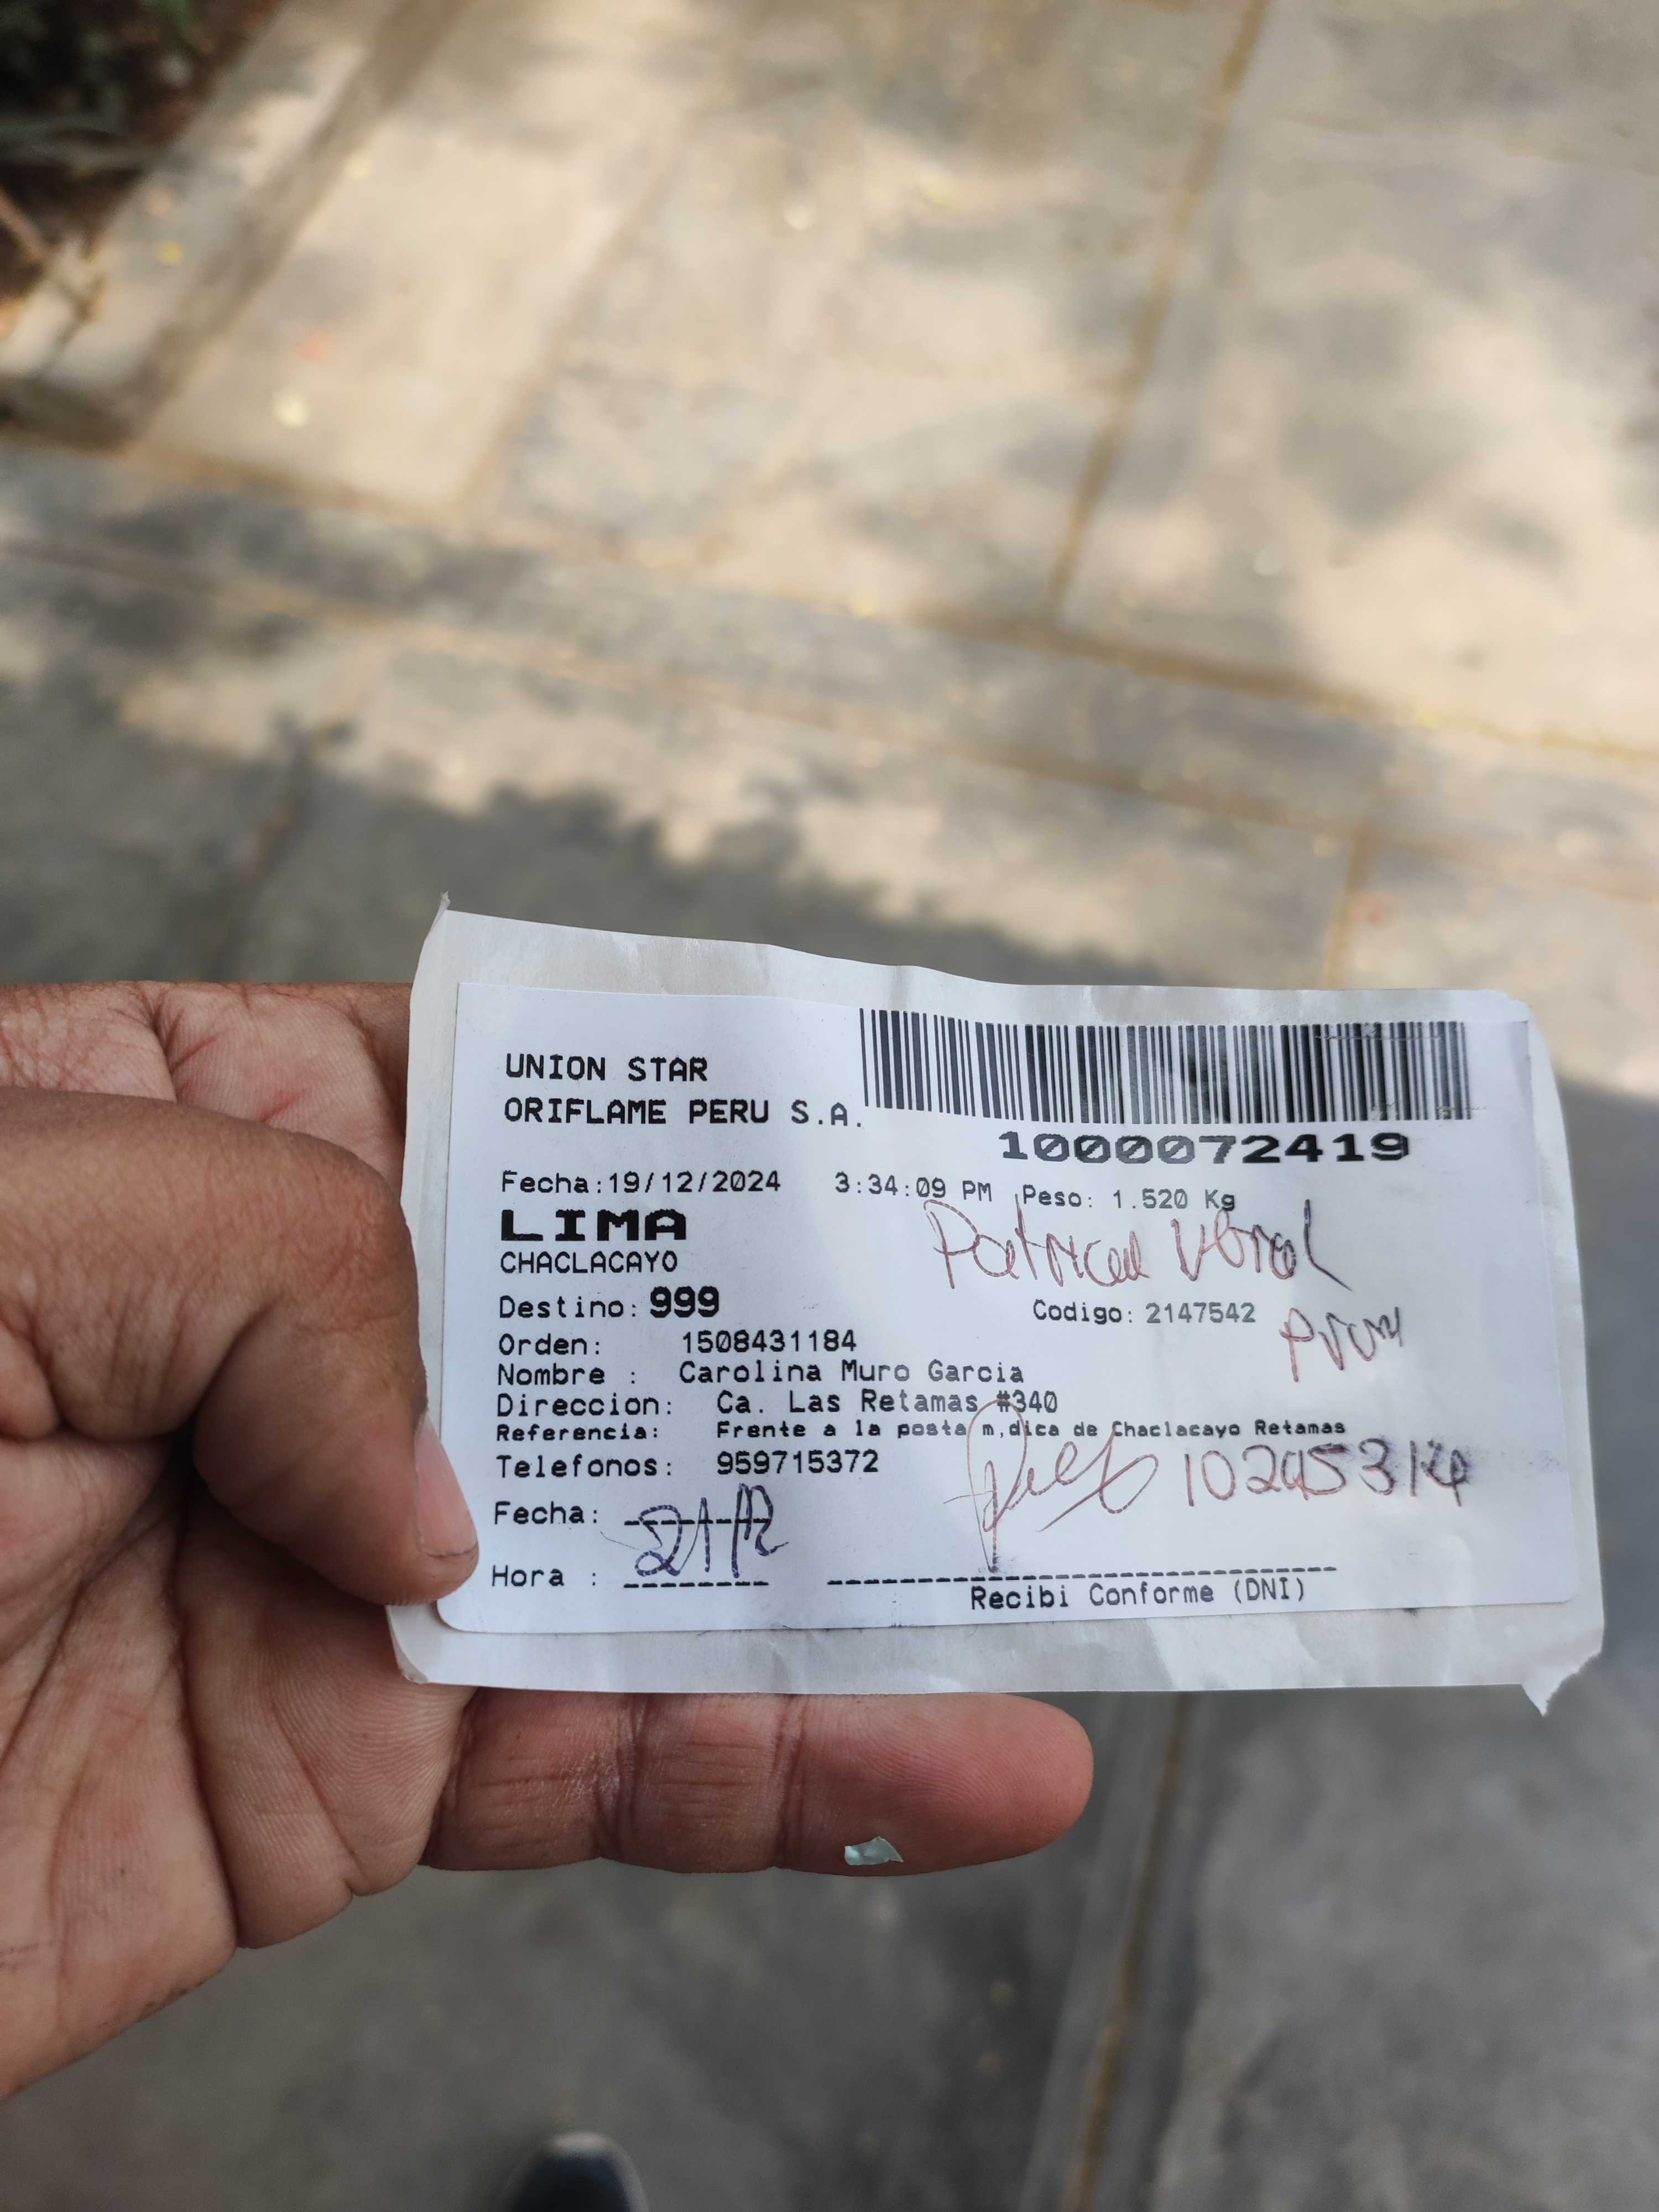 UNION STAR
ORIFLAME PERU S.A.
1000072419
Fecha:19/12/2024 3:34:09 PM Peso: 1.520 Kg
LIMA
CHACLACAYO
Destino: 999 Codigo: 2147542
Orden: 1508431184
Nombre : Carolina Muro Garcia
Direccion: Ca. Las Retamas #340
Referencia: Frente a la posta m,dica de Chaclacayo Retamas
Telefonos: 959715372
Fecha: 21/12
Hora :
Recibi Conforme (DNI)